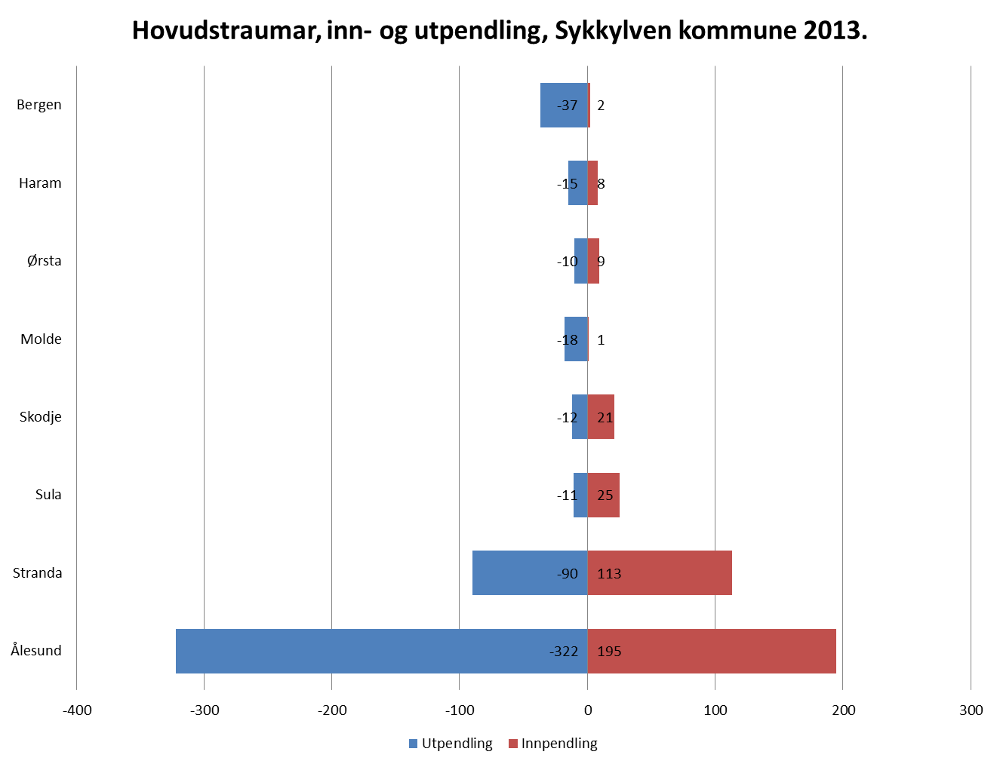 Hovudstraumar, inn- og utpendling, Sykkylven kommune 2013.
Bergen -37 2
Haram -15 8
Ørsta -10 9
Molde -18 1
Skodje -12 21
Sula -11 25
Stranda -90 113
Ålesund -322 195
-400 -300 -200 -100 0 100 200 300
Utpendling Innpendling